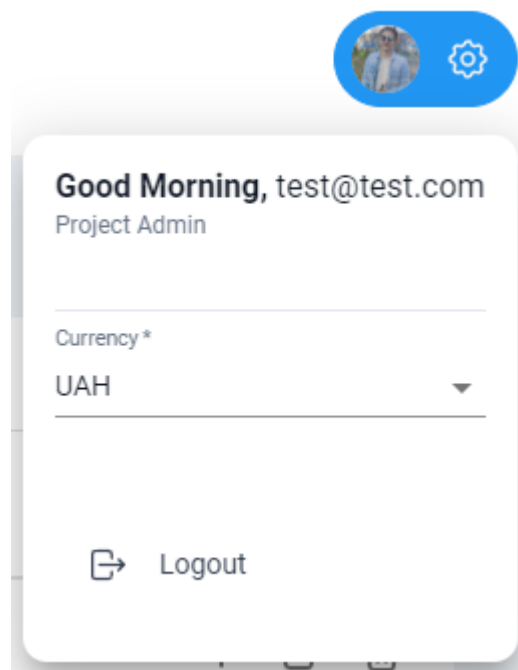 Good Morning, test@test.com
Project Admin
Currency *
UAH
Logout